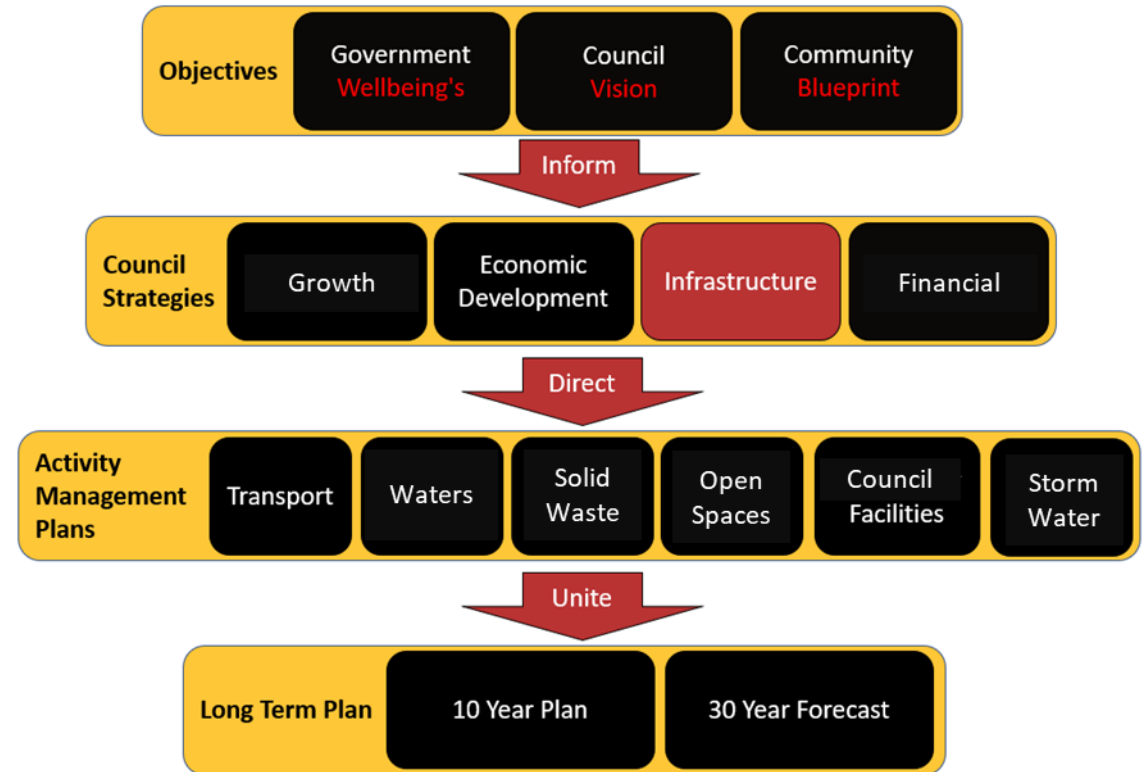 Objectives
Government
Wellbeing's
Council
Vision
Community
Blueprint
Inform
Council
Strategies
Growth
Economic
Development
Infrastructure
Financial
Direct
Activity
Management
Plans
Transport
Waters
Solid
Waste
Open
Spaces
Council
Facilities
Storm
Water
Unite
Long Term Plan
10 Year Plan
30 Year Forecast